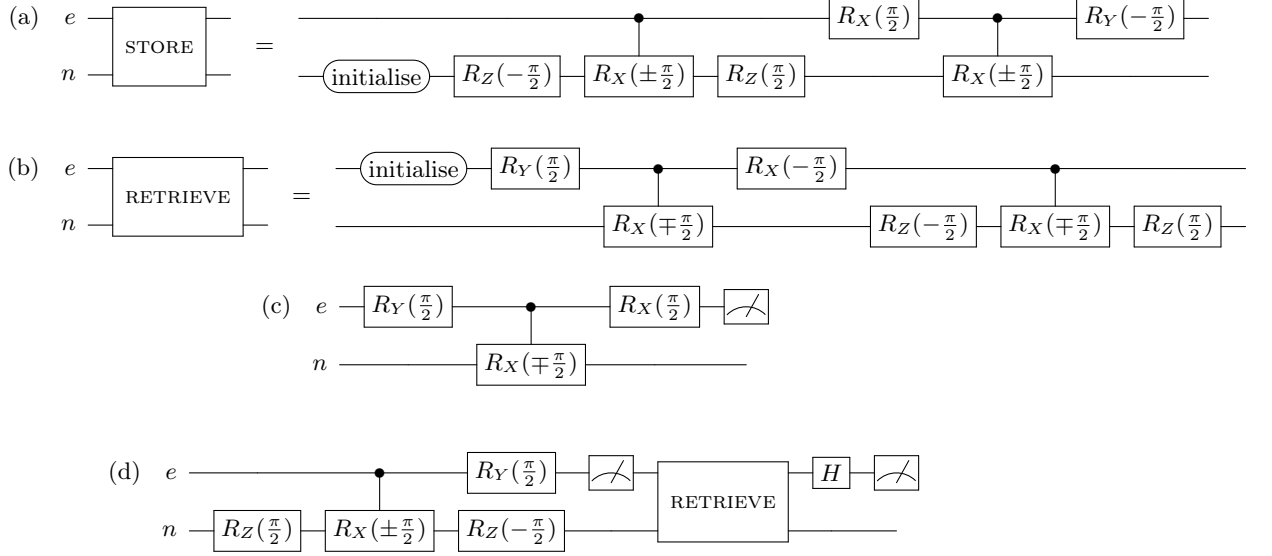 (a) e STORE = R_X(π/2) R_Y(−π/2)
n initialise R_Z(−π/2) R_X(±π/2) R_Z(π/2) R_X(±π/2)
(b) e RETRIEVE = initialise R_Y(π/2) R_X(−π/2)
n R_X(∓π/2) R_Z(−π/2) R_X(∓π/2) R_Z(π/2)
(c) e R_Y(π/2) R_X(π/2)
n R_X(∓π/2)
(d) e R_Y(π/2) RETRIEVE H
n R_Z(π/2) R_X(±π/2) R_Z(−π/2)